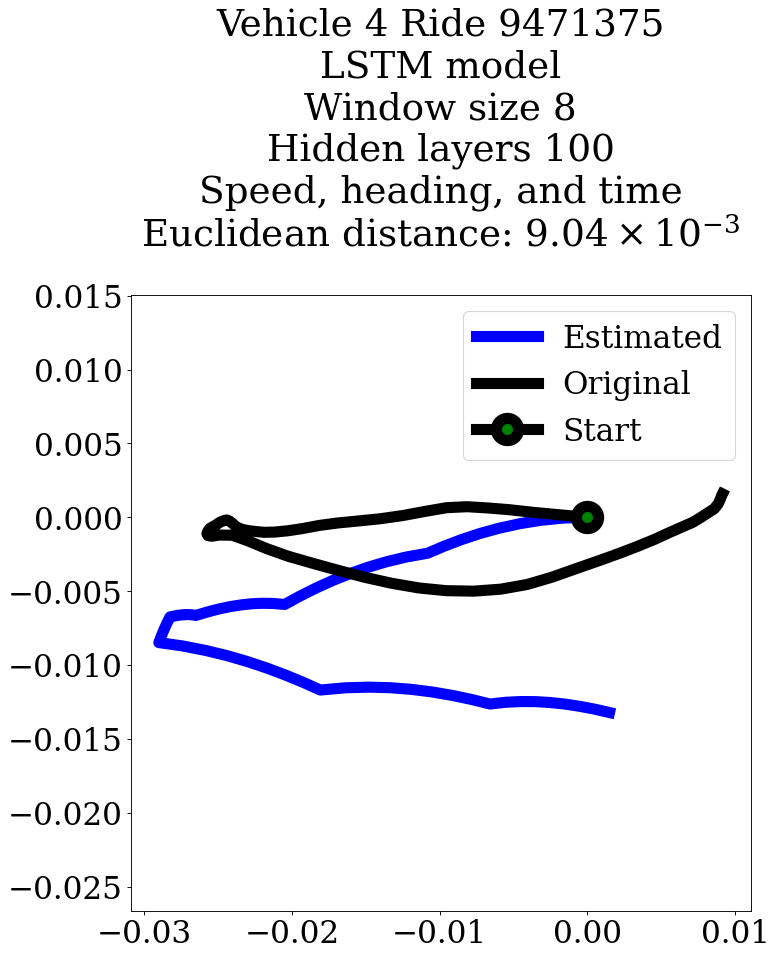 Vehicle 4 Ride 9471375
LSTM model
Window size 8
Hidden layers 100
Speed, heading, and time
Euclidean distance: 9.04 × 10⁻³
0.015
0.010
0.005
0.000
−0.005
−0.010
−0.015
−0.020
−0.025
Estimated
Original
Start
−0.03
−0.02
−0.01
0.00
0.01